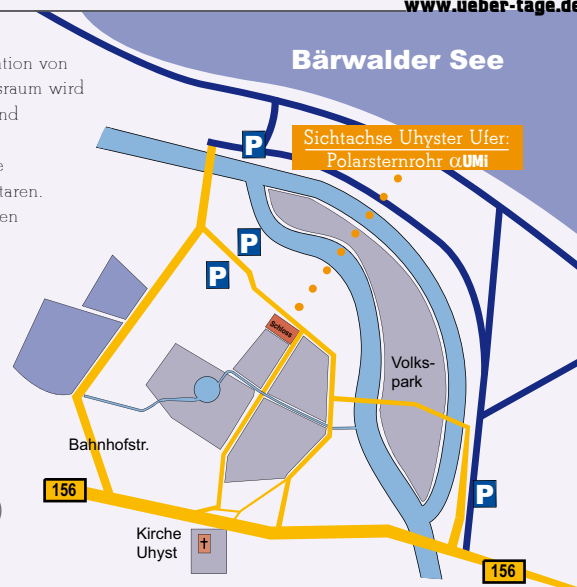 www.ueber-tage.de
ation von
sraum wird
nd
e
taren.
en
Bärwalder See
P
Sichtachse Uhyster Ufer:
Polarsternrohr αUMi
P
P
Schloss
Volks-
park
Bahnhofstr.
156
P
Kirche
Uhyst
156